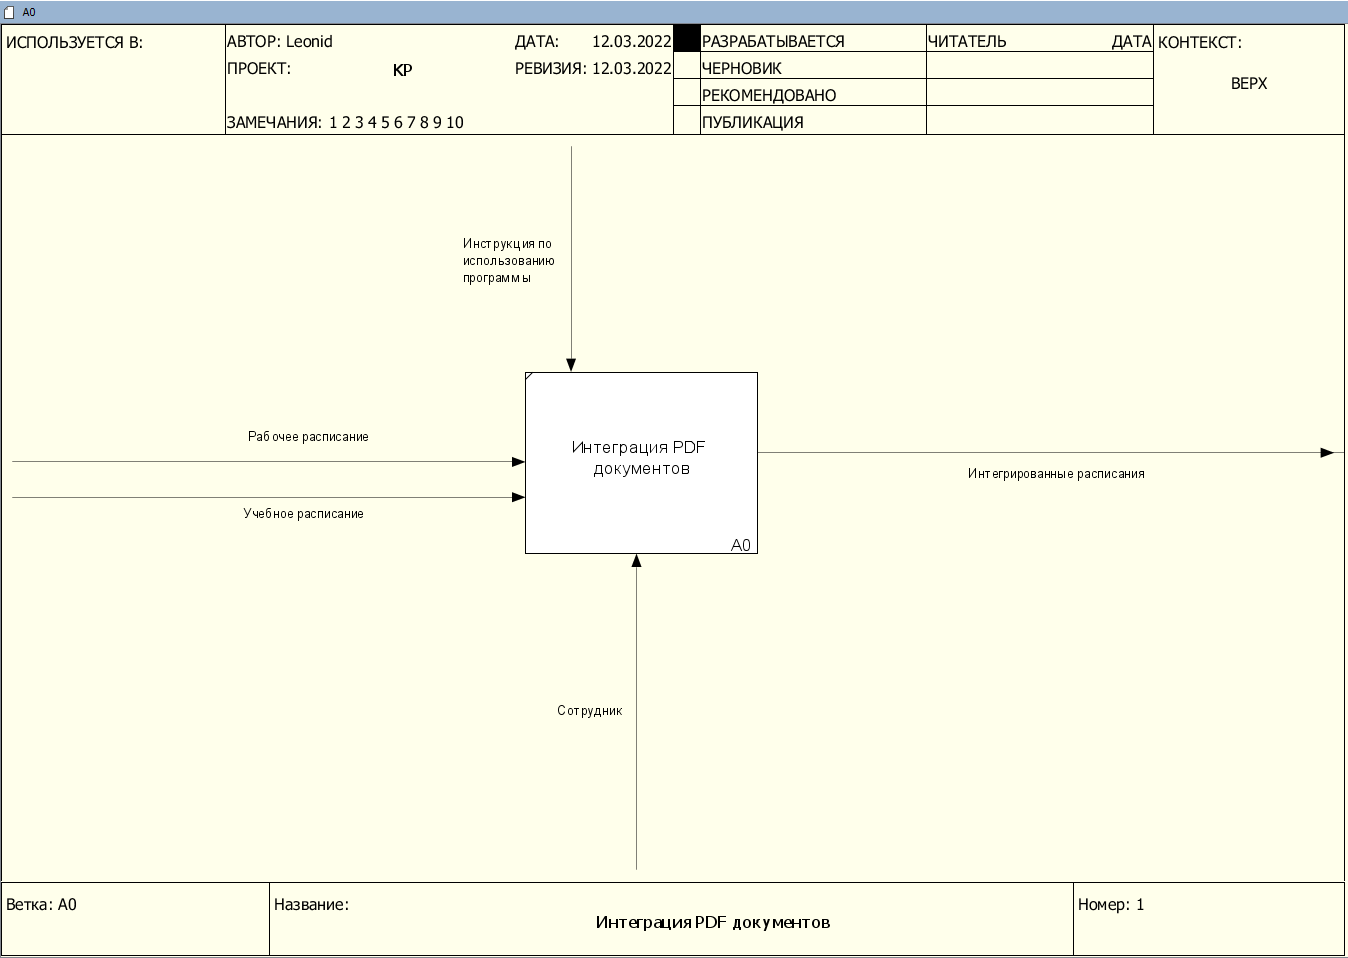 A0
ИСПОЛЬЗУЕТСЯ В:
АВТОР: Leonid
ДАТА: 12.03.2022
ПРОЕКТ: КР
РЕВИЗИЯ: 12.03.2022
ЗАМЕЧАНИЯ: 1 2 3 4 5 6 7 8 9 10
РАЗРАБАТЫВАЕТСЯ
ЧЕРНОВИК
РЕКОМЕНДОВАНО
ПУБЛИКАЦИЯ
ЧИТАТЕЛЬ ДАТА
КОНТЕКСТ:
ВЕРХ
Инструкция по
использованию
программы
Рабочее расписание
Учебное расписание
Интеграция PDF
документов
A0
Интегрированные расписания
Сотрудник
Ветка: A0
Название:
Интеграция PDF документов
Номер: 1